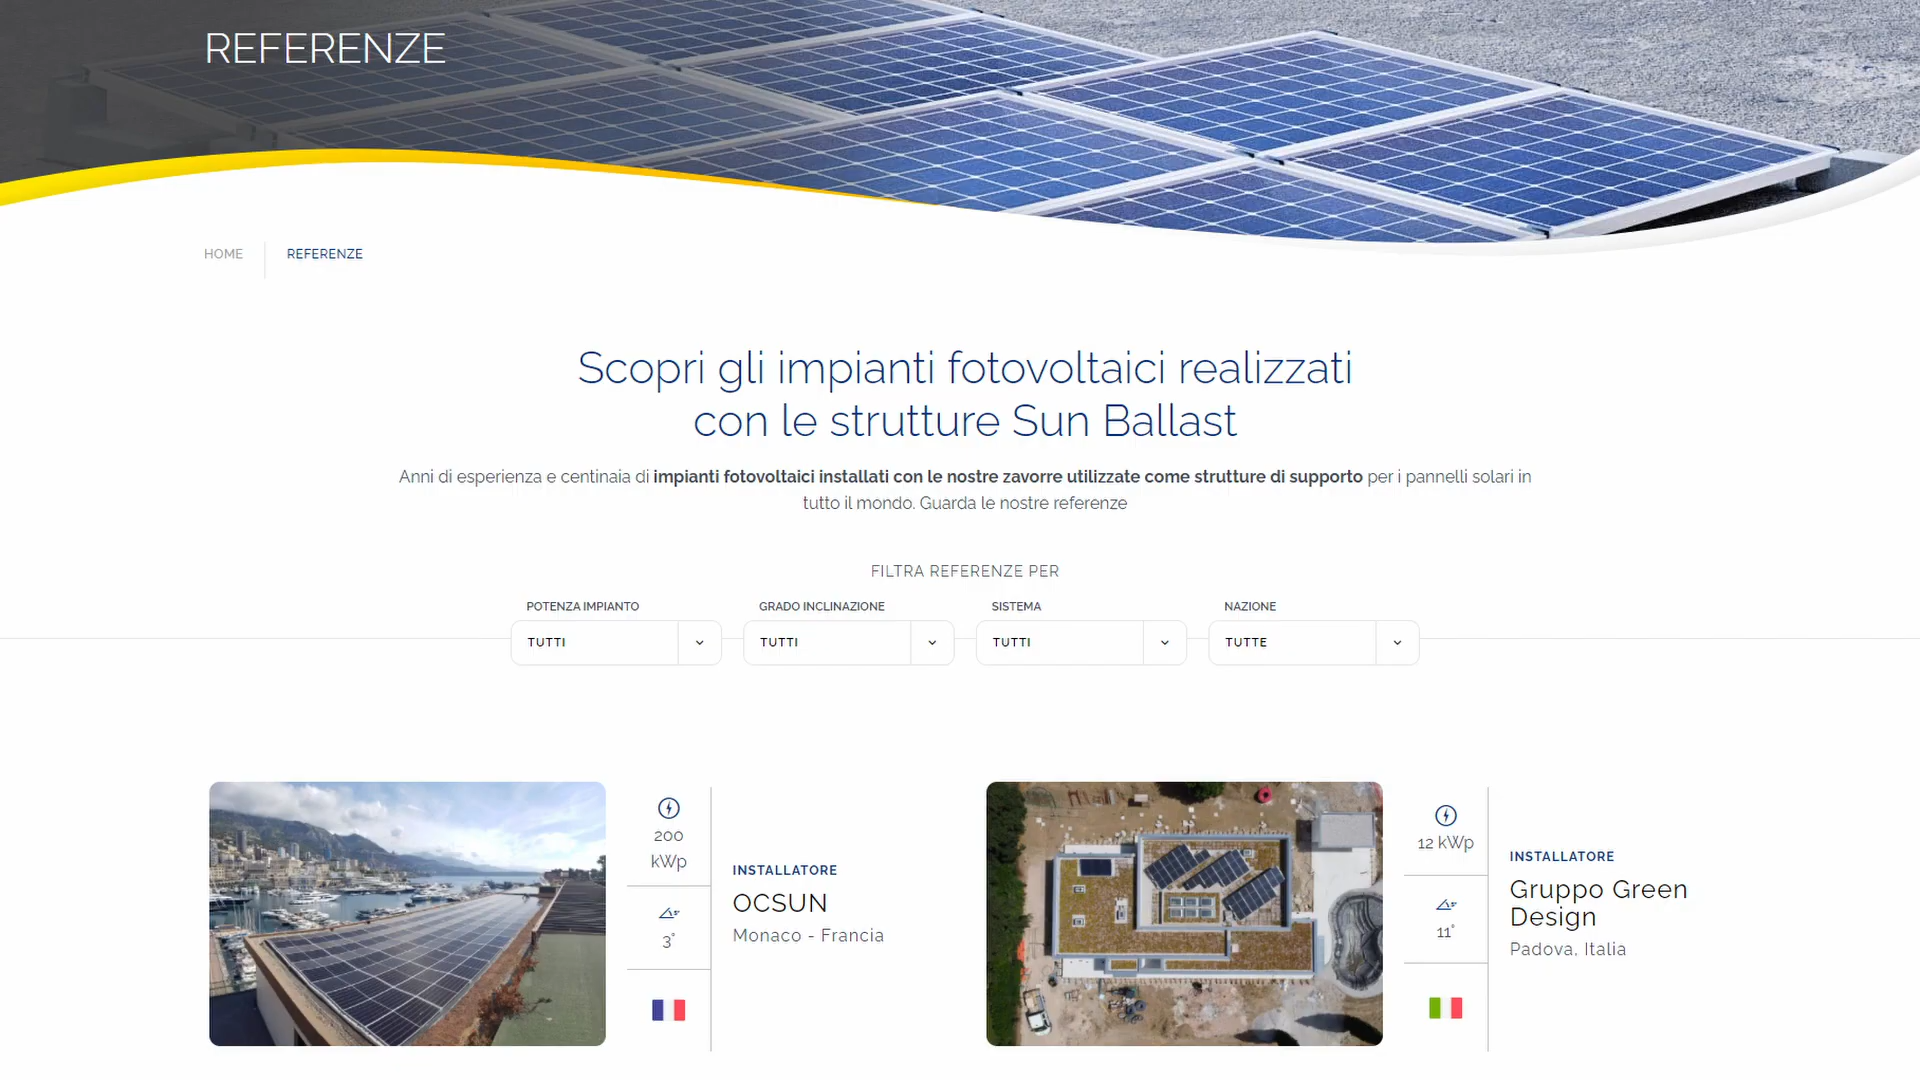 REFERENZE
HOME
REFERENZE
Scopri gli impianti fotovoltaici realizzati
con le strutture Sun Ballast
Anni di esperienza e centinaia di impianti fotovoltaici installati con le nostre zavorre utilizzate come strutture di supporto per i pannelli solari in
tutto il mondo. Guarda le nostre referenze
FILTRA REFERENZE PER
POTENZA IMPIANTO
TUTTI
GRADO INCLINAZIONE
TUTTI
SISTEMA
TUTTI
NAZIONE
TUTTE
200
kWp
3°
INSTALLATORE
OCSUN
Monaco - Francia
12 kWp
11°
INSTALLATORE
Gruppo Green
Design
Padova, Italia